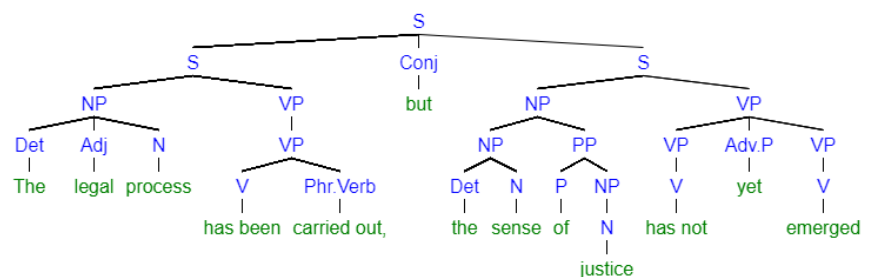 S
S Conj S
NP VP but NP VP
Det Adj N VP NP PP VP Adv.P VP
The legal process V Phr.Verb Det N P NP V yet V
has been carried out, the sense of N has not emerged
justice